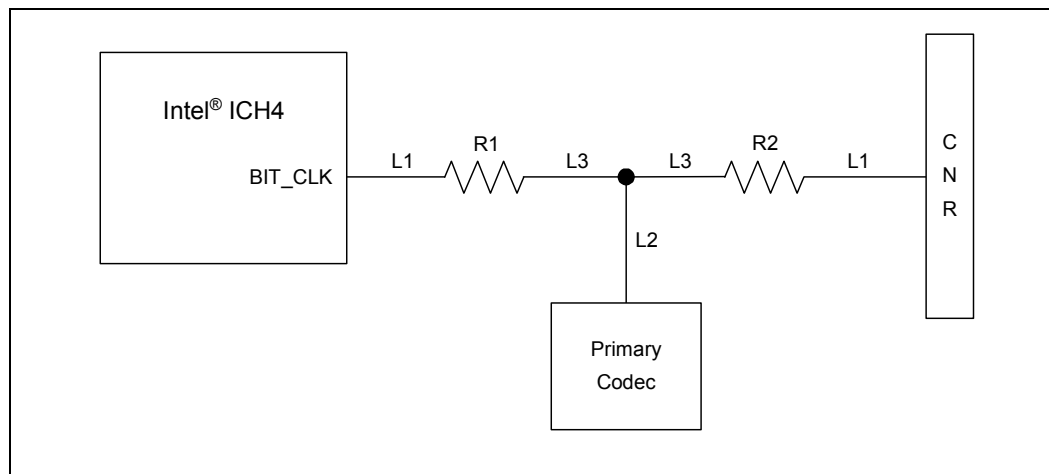 Intel® ICH4
BIT_CLK
L1
R1
L3
L3
R2
L1
C
N
R
L2
Primary
Codec